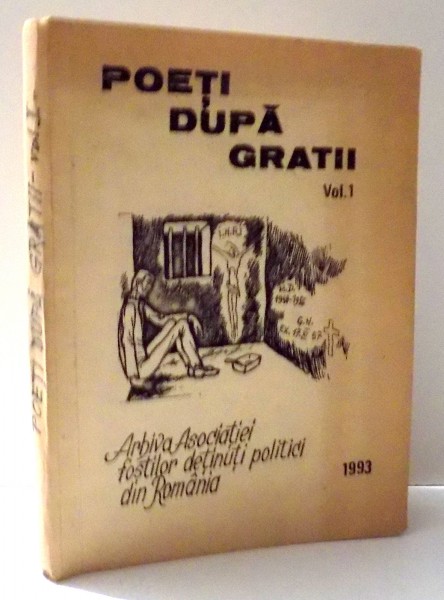 POEȚI DUPĂ GRATII - vol.I.
POEȚI
DUPĂ
GRATII
Vol.1
I.N.R.I
Arhiva Asociației
foștilor deținuți politici
din România
1993